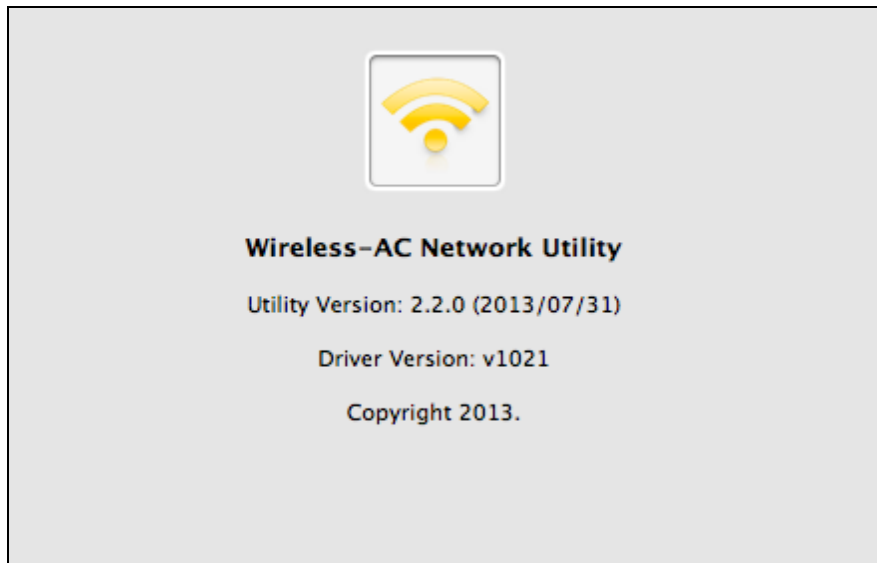 Wireless-AC Network Utility
Utility Version: 2.2.0 (2013/07/31)
Driver Version: v1021
Copyright 2013.